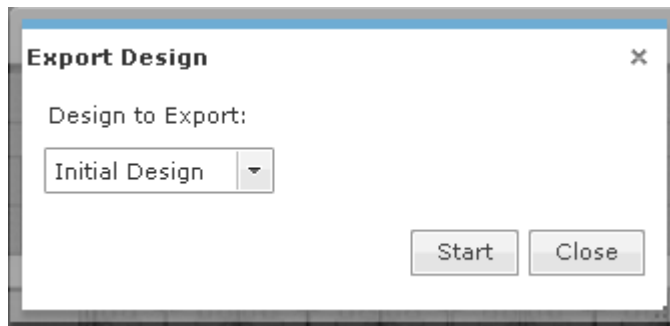 Export Design
Design to Export:
Initial Design
Start Close